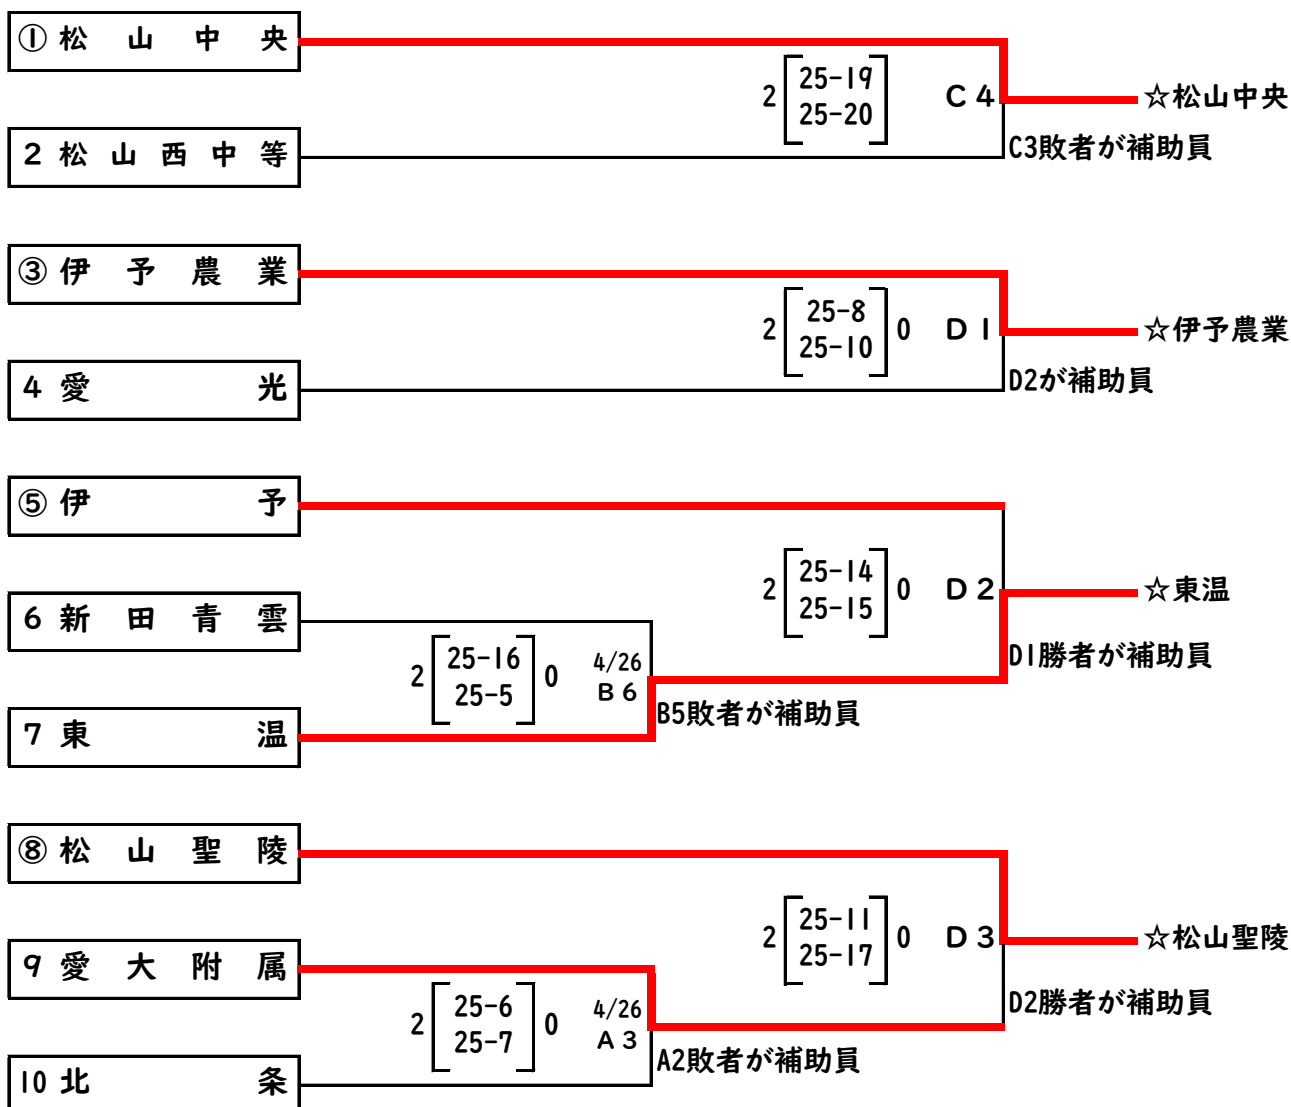 ①松山中央
2 25-19 C4
25-20
☆松山中央
C3敗者が補助員
2松山西中等
③伊予農業
2 25-8 0 D1
25-10
☆伊予農業
D2が補助員
4愛光
⑤伊予
2 25-14 0 D2
25-15
☆東温
D1勝者が補助員
6新田青雲
2 25-16 0 4/26
25-5 B6
B5敗者が補助員
7東温
⑧松山聖陵
2 25-11 0 D3
25-17
☆松山聖陵
D2勝者が補助員
9愛大附属
2 25-6 0 4/26
25-7 A3
A2敗者が補助員
10北条